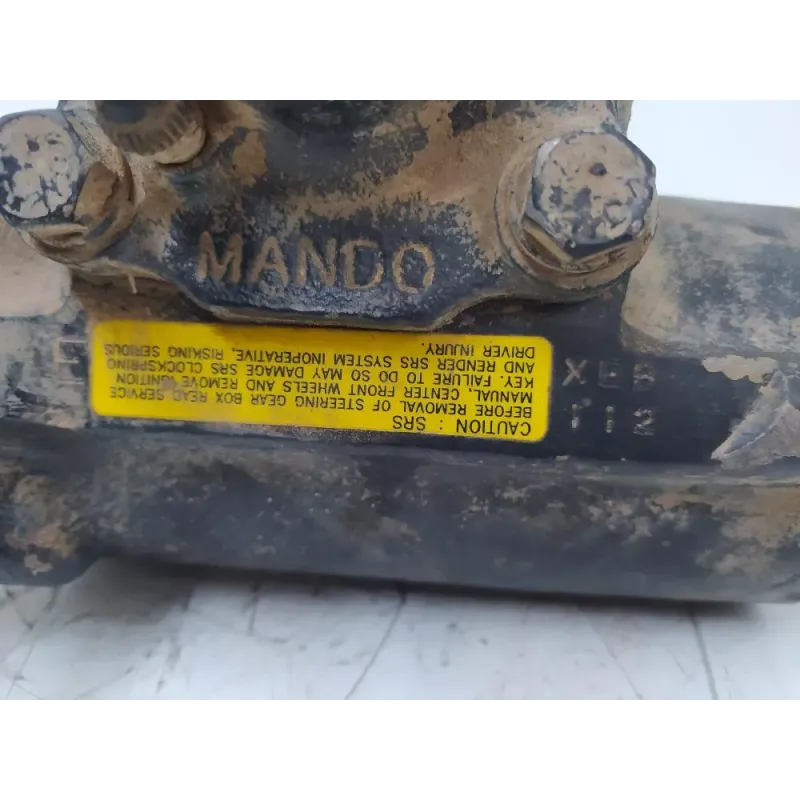 MANDO
CAUTION : SRS
BEFORE REMOVAL OF STEERING GEAR BOX READ SERVICE
MANUAL, CENTER FRONT WHEELS AND REMOVE IGNITION
KEY. FAILURE TO DO SO MAY DAMAGE SRS CLOCKSPRING
AND RENDER SRS SYSTEM INOPERATIVE, RISKING SERIOUS
DRIVER INJURY.
XEB
112